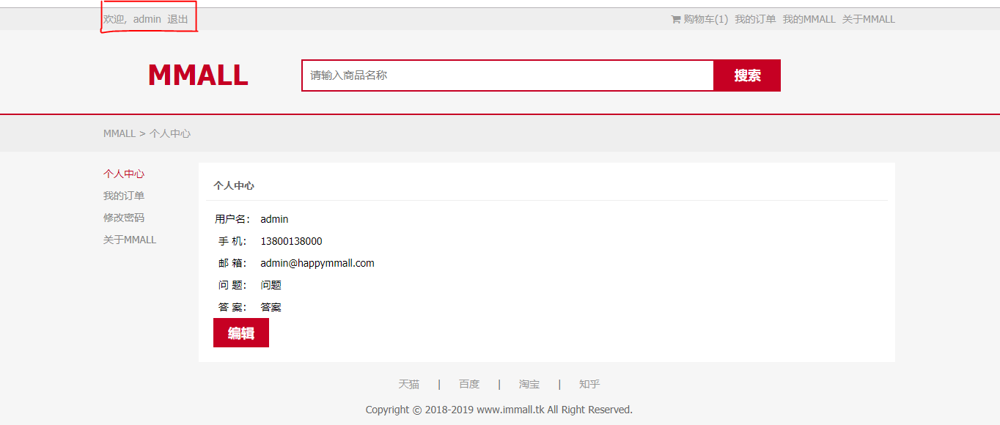 欢迎，admin 退出 购物车(1) 我的订单 我的MMALL 关于MMALL
MMALL 请输入商品名称 搜索
MMALL > 个人中心
个人中心
我的订单
修改密码
关于MMALL
个人中心
用户名： admin
手 机： 13800138000
邮 箱： admin@happymmall.com
问 题： 问题
答 案： 答案
编辑
天猫 | 百度 | 淘宝 | 知乎
Copyright © 2018-2019 www.immall.tk All Right Reserved.